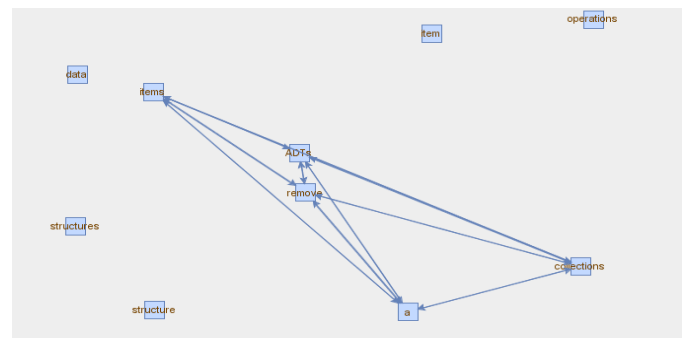 operations
item
data
items
ADTs
remove
structures
collections
structure
a